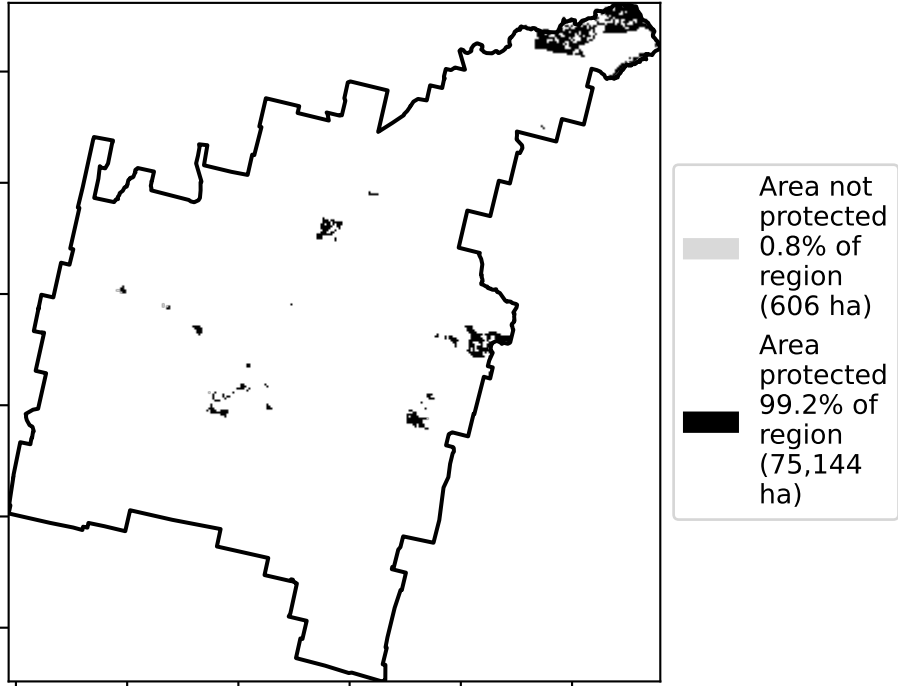 Area not
protected
0.8% of
region
(606 ha)
Area
protected
99.2% of
region
(75,144
ha)